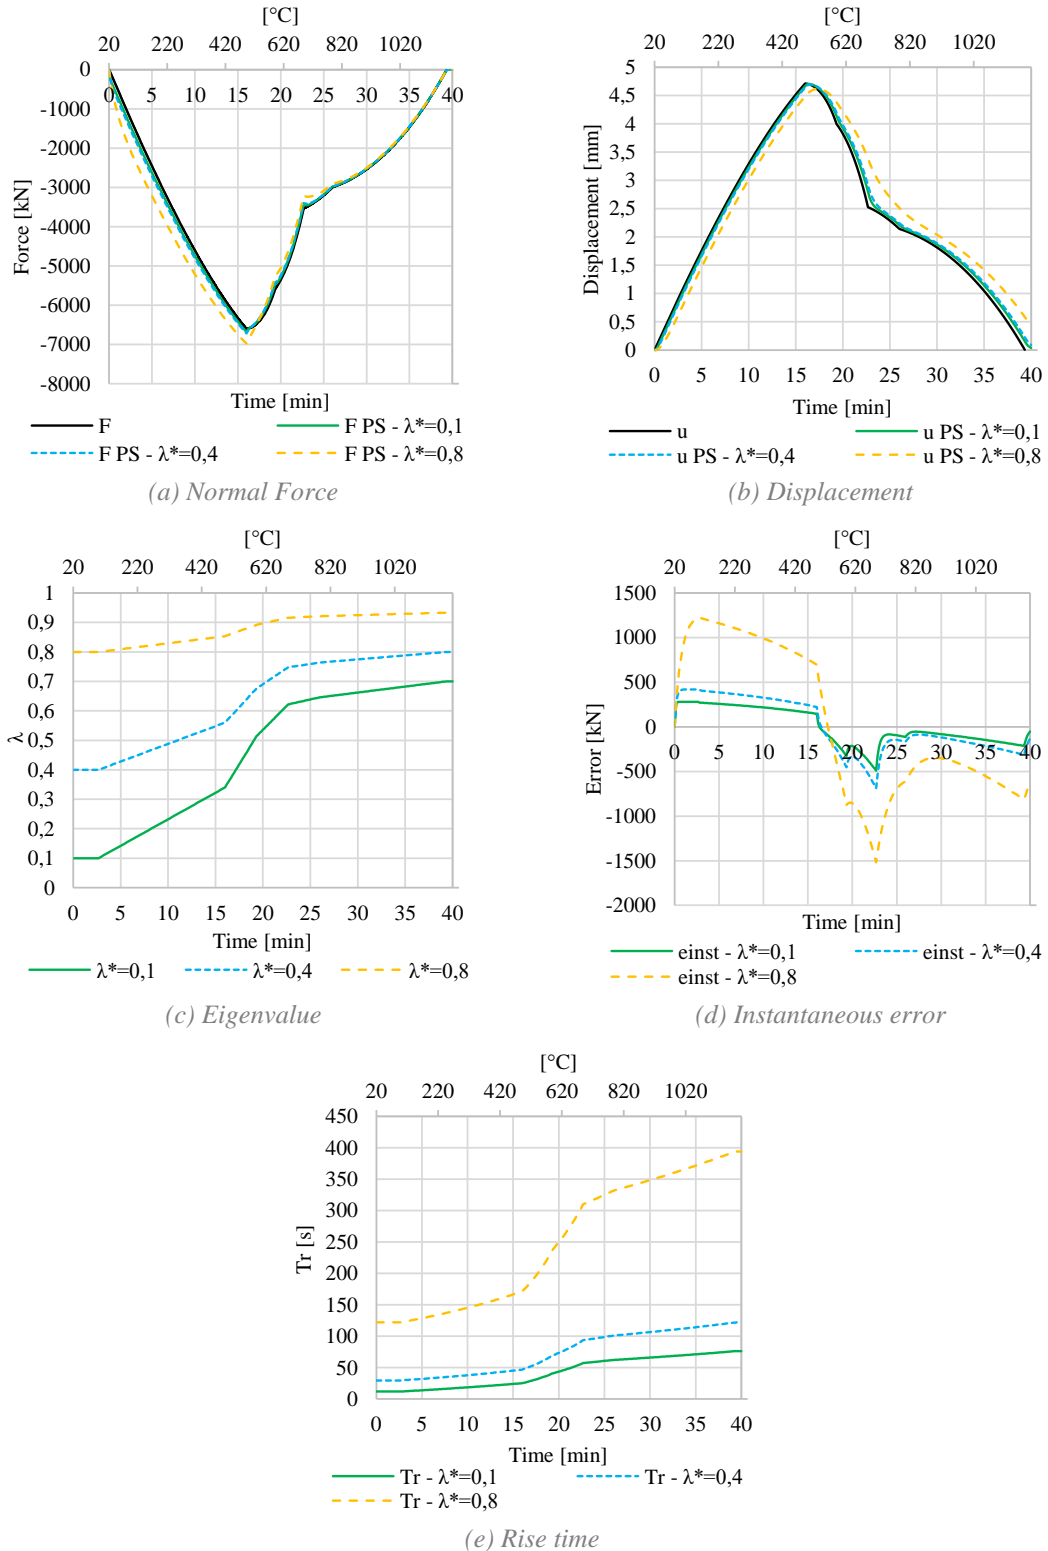 [°C]
20 220 420 620 820 1020
0
-1000
-2000
-3000
-4000
-5000
-6000
-7000
-8000
0 5 10 15 20 25 30 35 40
Force [kN]
Time [min]
F
F PS - λ*=0,1
F PS - λ*=0,4
F PS - λ*=0,8
(a) Normal Force
[°C]
20 220 420 620 820 1020
5
4,5
4
3,5
3
2,5
2
1,5
1
0,5
0
0 5 10 15 20 25 30 35 40
Displacement [mm]
Time [min]
u
u PS - λ*=0,1
u PS - λ*=0,4
u PS - λ*=0,8
(b) Displacement
[°C]
20 220 420 620 820 1020
1
0,9
0,8
0,7
0,6
0,5
0,4
0,3
0,2
0,1
0
0 5 10 15 20 25 30 35 40
λ
Time [min]
λ*=0,1
λ*=0,4
λ*=0,8
(c) Eigenvalue
[°C]
20 220 420 620 820 1020
1500
1000
500
0
-500
-1000
-1500
-2000
0 5 10 15 20 25 30 35 40
Error [kN]
Time [min]
einst - λ*=0,1
einst - λ*=0,4
einst - λ*=0,8
(d) Instantaneous error
[°C]
20 220 420 620 820 1020
450
400
350
300
250
200
150
100
50
0
0 5 10 15 20 25 30 35 40
Tr [s]
Time [min]
Tr - λ*=0,1
Tr - λ*=0,4
Tr - λ*=0,8
(e) Rise time